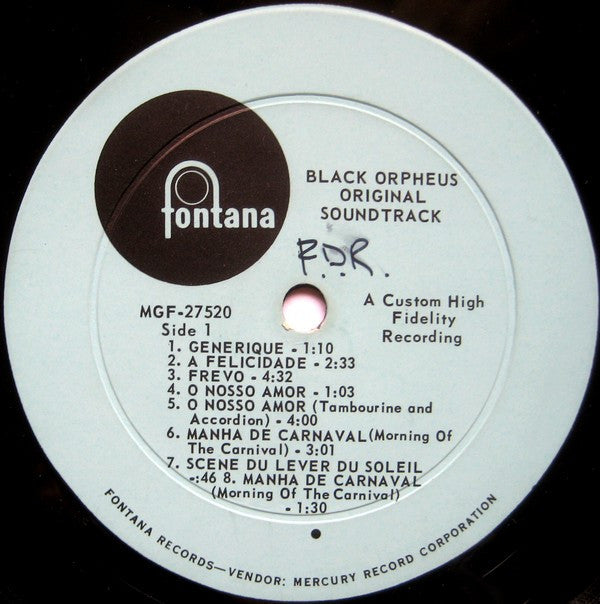 fontana
BLACK ORPHEUS
ORIGINAL
SOUNDTRACK
F.D.R.
MGF-27520
Side 1
A Custom High
Fidelity
Recording
1. GENERIQUE - 1:10
2. A FELICIDADE - 2:33
3. FREVO - 4:32
4. O NOSSO AMOR - 1:03
5. O NOSSO AMOR (Tambourine and
Accordion) - 4:00
6. MANHA DE CARNAVAL (Morning Of
The Carnival) - 3:01
7. SCENE DU LEVER DU SOLEIL
-:46 8. MANHA DE CARNAVAL
(Morning Of The Carnival)
- 1:30
FONTANA RECORDS—VENDOR: MERCURY RECORD CORPORATION